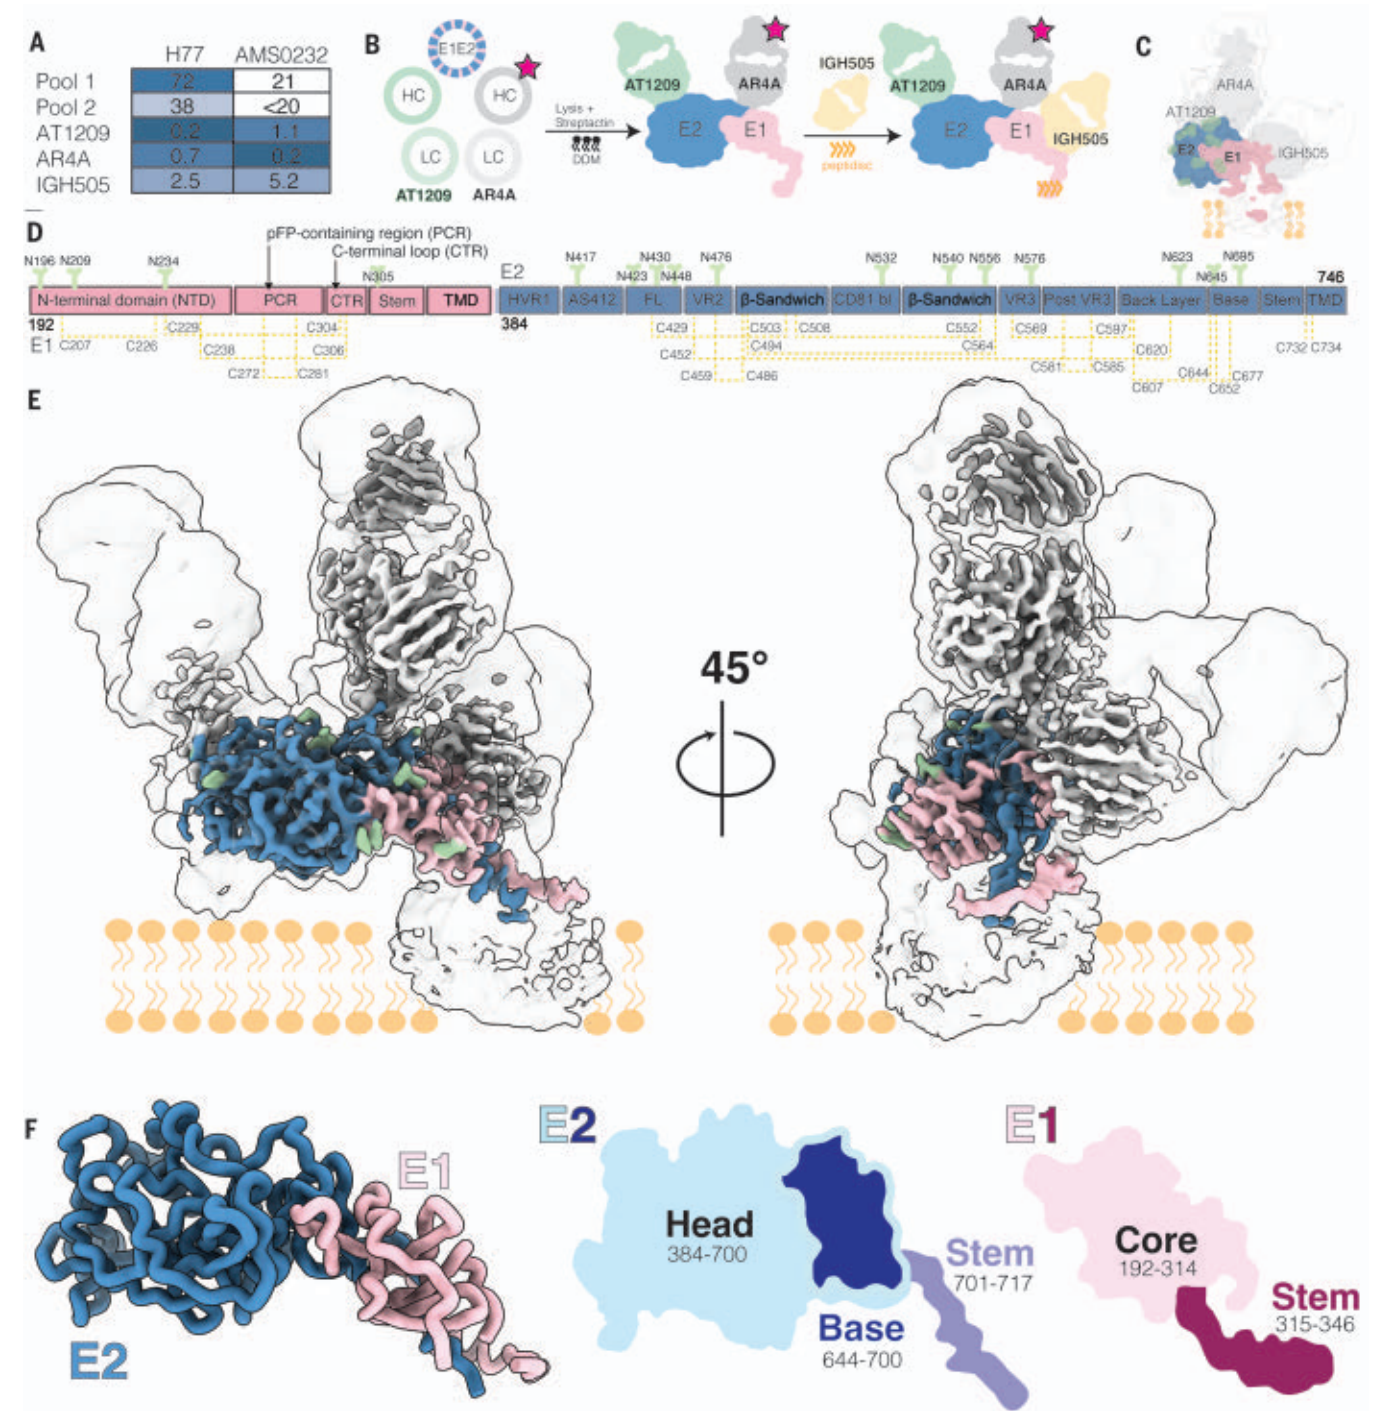 A
H77 AMS0232
Pool 1 72 21
Pool 2 38 <20
AT1209 0.2 1.1
AR4A 0.7 0.2
IGH505 2.5 5.2
B
E1E2
HC
HC
LC
LC
AT1209 AR4A
Lysis +
Streptactin
DDM
AT1209
AR4A
E2
E1
IGH505
peptidisc
AT1209
AR4A
E2
E1
IGH505
C
AR4A
AT1209
E2
E1
IGH505
D
pFP-containing region (PCR)
C-terminal loop (CTR)
N196 N209 N234 N305
E2
N417 N423 N430 N448 N476 N532 N540 N556 N576 N623 N645 N695 746
N-terminal domain (NTD) PCR CTR Stem TMD
HVR1 AS412 FL VR2 β-Sandwich CD81 bl β-Sandwich VR3 Post VR3 Back Layer Base Stem TMD
192
384
E1
C207 C226 C229 C238 C272 C281 C304 C306
C429 C452 C459 C486 C494 C503 C508 C552 C564 C569 C581 C585 C597 C607 C620 C644 C652 C677 C732 C734
E
45°
F
E1
E2
E2
Head
384-700
Stem
701-717
Base
644-700
E1
Core
192-314
Stem
315-346